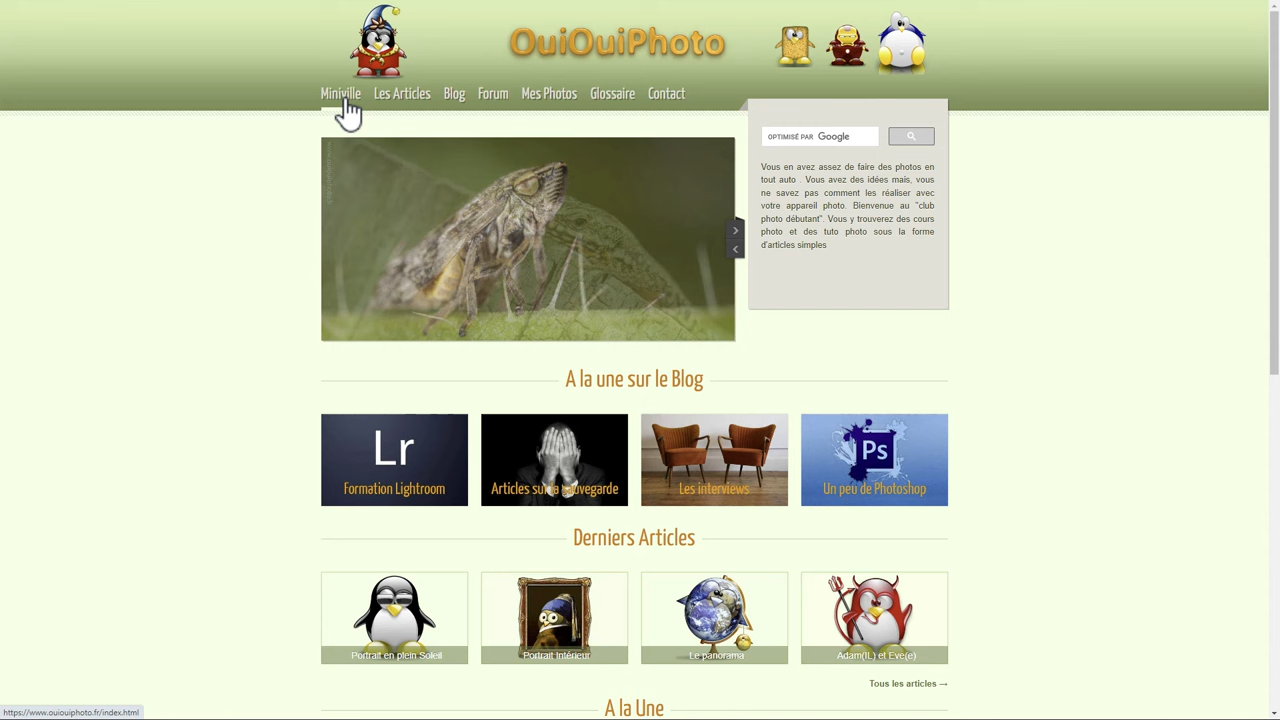 OuiOuiPhoto
Miniville Les Articles Blog Forum Mes Photos Glossaire Contact
OPTIMISÉ PAR Google
Vous en avez assez de faire des photos en
tout auto . Vous avez des idées mais, vous
ne savez pas comment les réaliser avec
votre appareil photo. Bienvenue au "club
photo débutant". Vous y trouverez des cours
photo et des tuto photo sous la forme
d'articles simples
A la une sur le Blog
Lr
Formation Lightroom
Articles sur la sauvegarde
Les interviews
Ps
Un peu de Photoshop
Derniers Articles
Portrait en plein Soleil
Portrait Intérieur
Le panorama
Adam(IL) et Eve(e)
Tous les articles →
A la Une
https://www.ouiouiphoto.fr/index.html